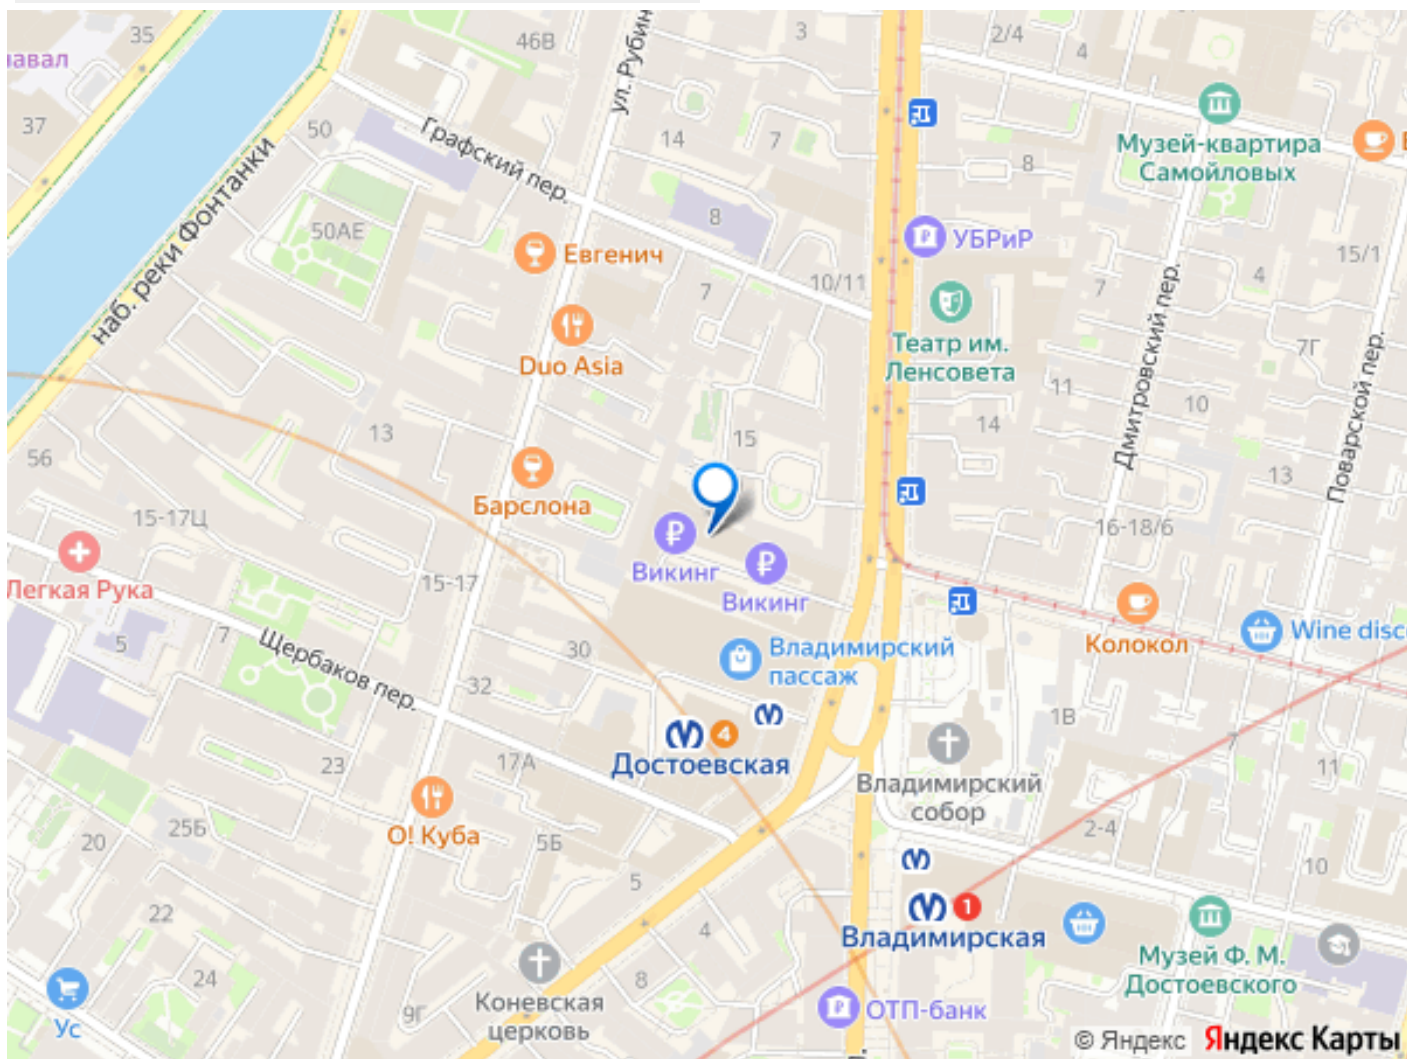 35
46В
ул. Руби
3
2/4
4
авал
37
50
Графский пер.
14
7
8
Музей-квартира
Самойловых
наб. реки Фонтанки
50АЕ
Евгенич
8
УБРиР
15/1
4
7
10/11
7
Театр им.
Ленсовета
Duo Asia
Дмитровский пер.
7Г
Поварской пер.
11
10
13
15
14
56
13
Барслона
15-17Ц
16-18/6
Викинг
Викинг
Легкая Рука
15-17
5
7
Щербаков пер.
30
32
Владимирский
пассаж
Колокол
Wine disc
1В
7
4
Достоевская
17А
23
Владимирский
собор
11
О! Куба
20
25Б
5Б
5
2-4
10
1
Владимирская
22
4
24
8
9Г
Коневская
церковь
Ус
ОТП-банк
Музей Ф. М.
Достоевского
© Яндекс Яндекс Карты